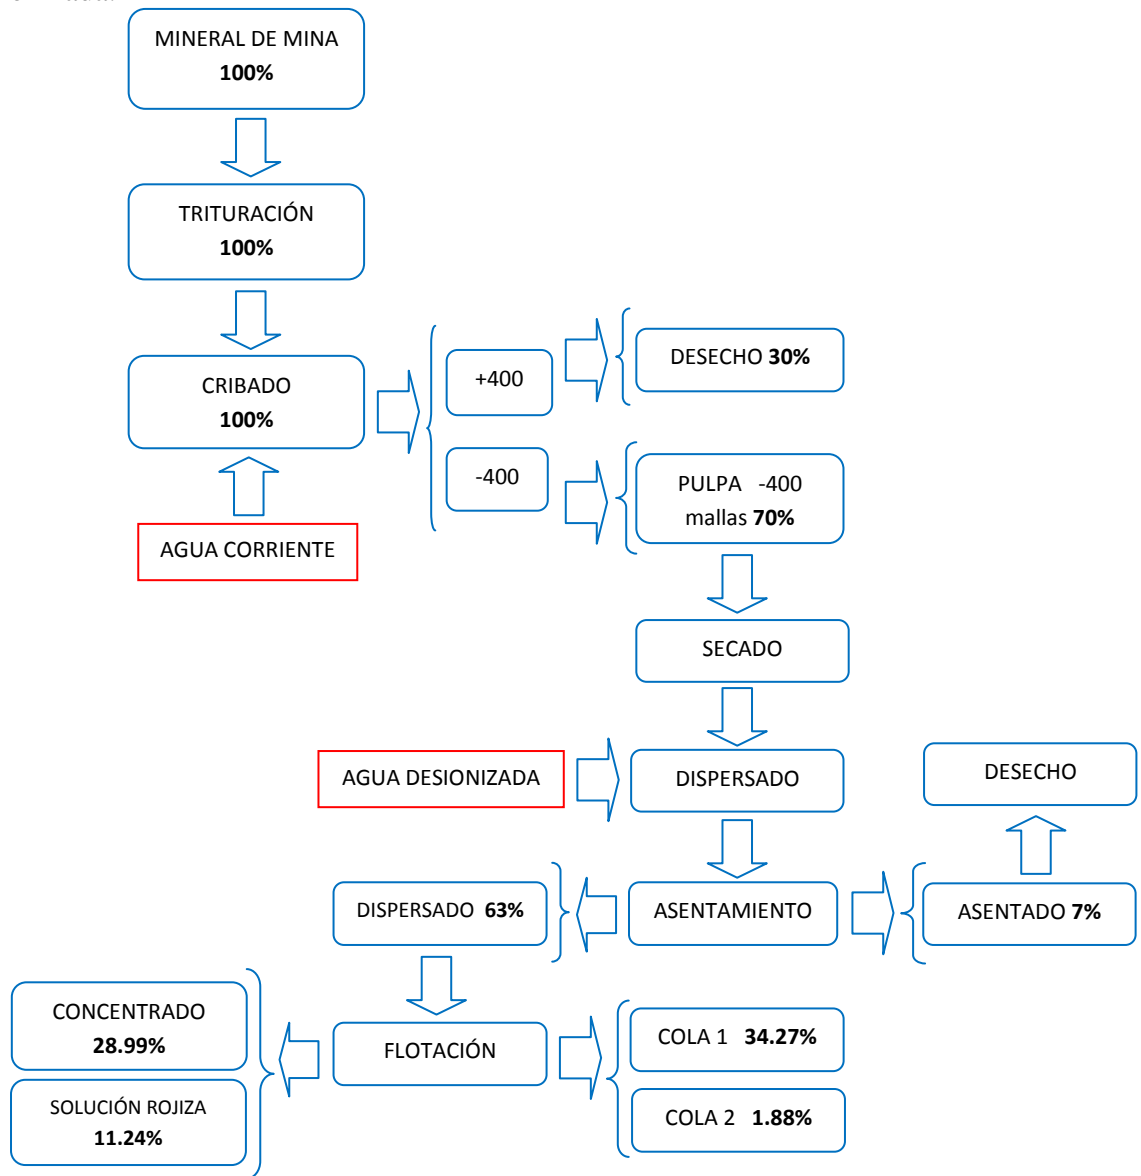 MINERAL DE MINA
100%
TRITURACIÓN
100%
CRIBADO
100%
+400
DESECHO 30%
-400
PULPA -400
mallas 70%
AGUA CORRIENTE
SECADO
AGUA DESIONIZADA
DISPERSADO
DESECHO
DISPERSADO 63%
ASENTAMIENTO
ASENTADO 7%
CONCENTRADO
28.99%
FLOTACIÓN
COLA 1 34.27%
SOLUCIÓN ROJIZA
11.24%
COLA 2 1.88%